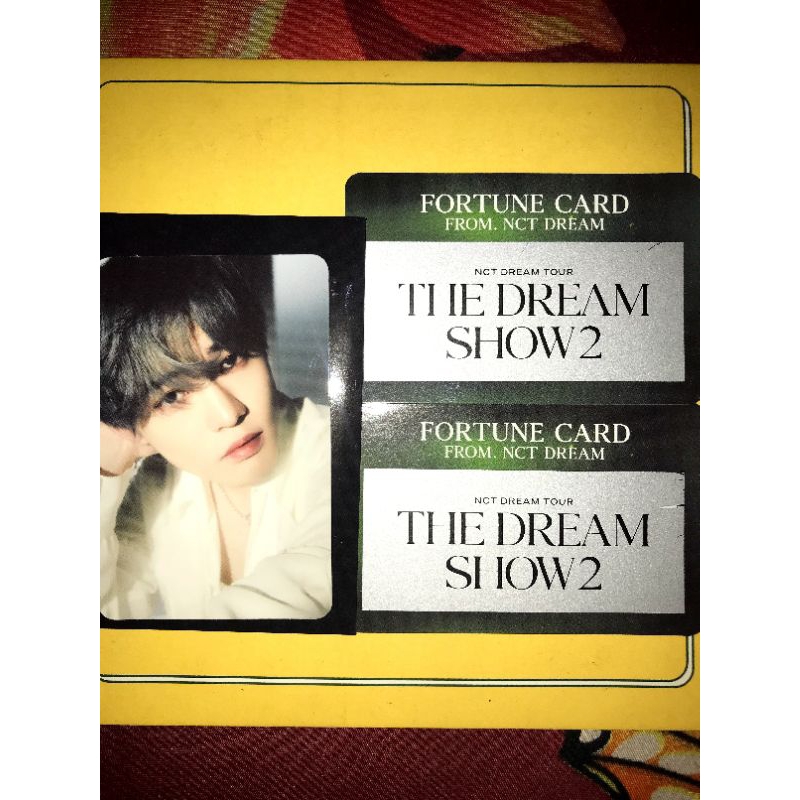 FORTUNE CARD
FROM. NCT DREAM
NCT DREAM TOUR
THE DREAM
SHOW2
FORTUNE CARD
FROM. NCT DREAM
NCT DREAM TOUR
THE DREAM
SHOW2